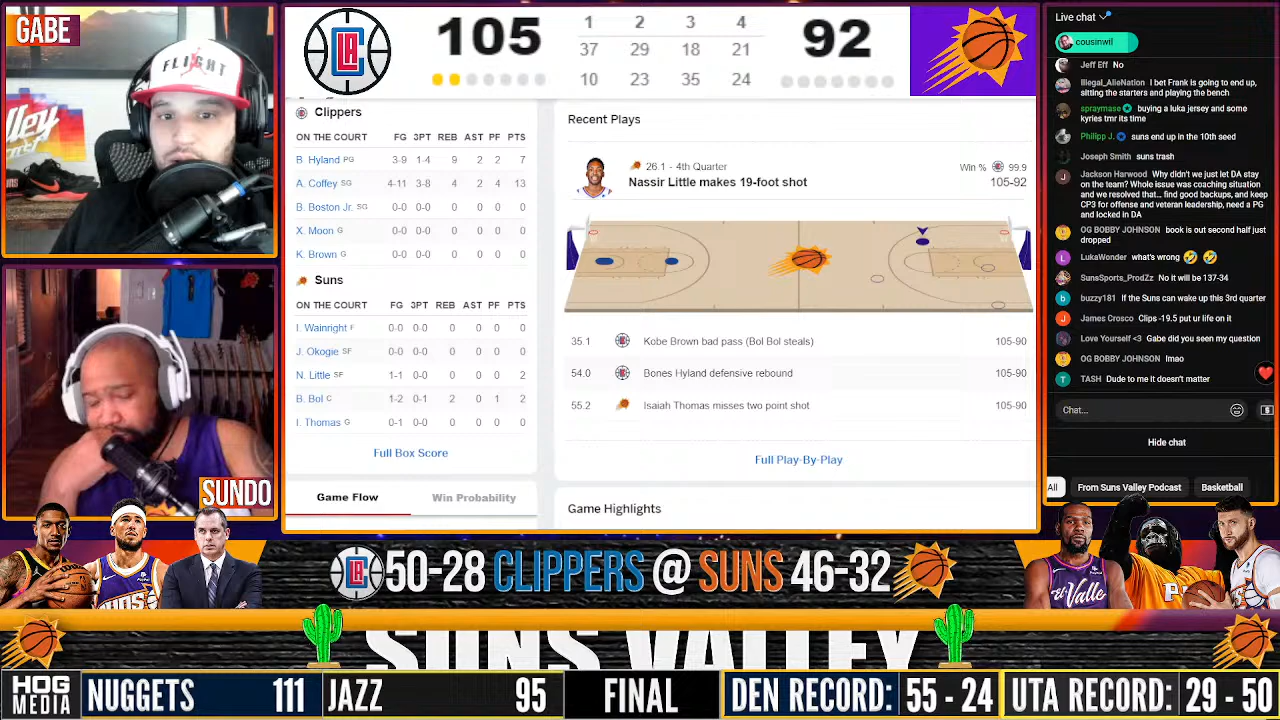 GABE
FLIGHT
SUNDO
LA
105
1 2 3 4
37 29 18 21
10 23 35 24
92
Clippers
ON THE COURT FG 3PT REB AST PF PTS
B. Hyland PG 3-9 1-4 9 2 2 7
A. Coffey SG 4-11 3-8 4 2 4 13
B. Boston Jr. SG 0-0 0-0 0 0 0 0
X. Moon G 0-0 0-0 0 0 0 0
K. Brown G 0-0 0-0 0 0 0 0
Suns
ON THE COURT FG 3PT REB AST PF PTS
I. Wainright F 0-0 0-0 0 0 0 0
J. Okogie SF 0-0 0-0 0 0 0 0
N. Little SF 1-1 0-0 0 0 0 2
B. Bol C 1-2 0-1 2 0 1 2
I. Thomas G 0-1 0-0 0 0 0 0
Full Box Score
Game Flow Win Probability
Recent Plays
26.1 - 4th Quarter Win % 99.9
Nassir Little makes 19-foot shot 105-92
35.1 Kobe Brown bad pass (Bol Bol steals) 105-90
54.0 Bones Hyland defensive rebound 105-90
55.2 Isaiah Thomas misses two point shot 105-90
Full Play-By-Play
Game Highlights
Live chat
cousinwil
Jeff Eff No
Illegal_AlieNation I bet Frank is going to end up,
sitting the starters and playing the bench
spraymase buying a luka jersey and some
kyries tmr its time
Philipp J. suns end up in the 10th seed
Joseph Smith suns trash
Jackson Harwood Why didn't we just let DA stay
on the team? Whole issue was coaching situation
and we resolved that... find good backups, and keep
CP3 for offense and veteran leadership, need a PG
and locked in DA
OG BOBBY JOHNSON book is out second half just
dropped
LukaWonder what's wrong 🤣 🤣
SunsSports_ProdZz No it will be 137-34
buzzy181 If the Suns can wake up this 3rd quarter
James Crosco Clips -19.5 put ur life on it
Love Yourself <3 Gabe did you seen my question
OG BOBBY JOHNSON lmao
TASH Dude to me it doesn't matter
Chat...
Hide chat
All From Suns Valley Podcast Basketball
50-28 CLIPPERS @ SUNS 46-32
SUNS VALLEY
HOG
MEDIA
NUGGETS 111 JAZZ 95 FINAL DEN RECORD: 55 - 24 UTA RECORD: 29 - 50